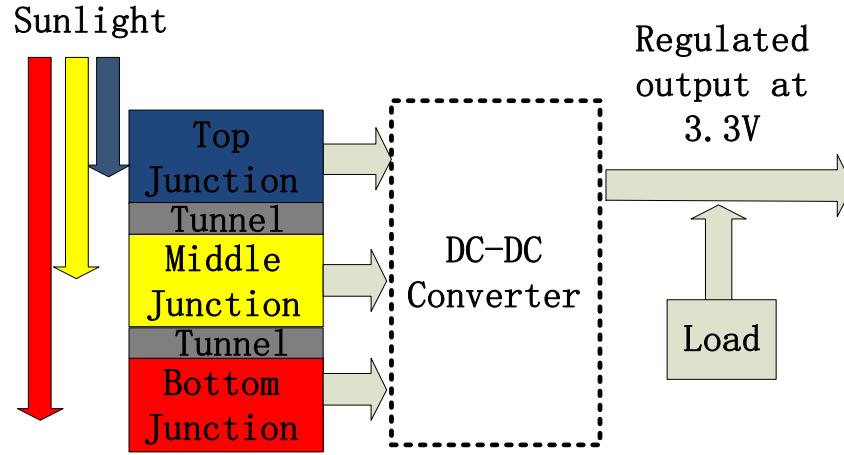 Sunlight
Regulated
output at
3.3V
Top
Junction
Tunnel
Middle
Junction
Tunnel
Bottom
Junction
DC-DC
Converter
Load